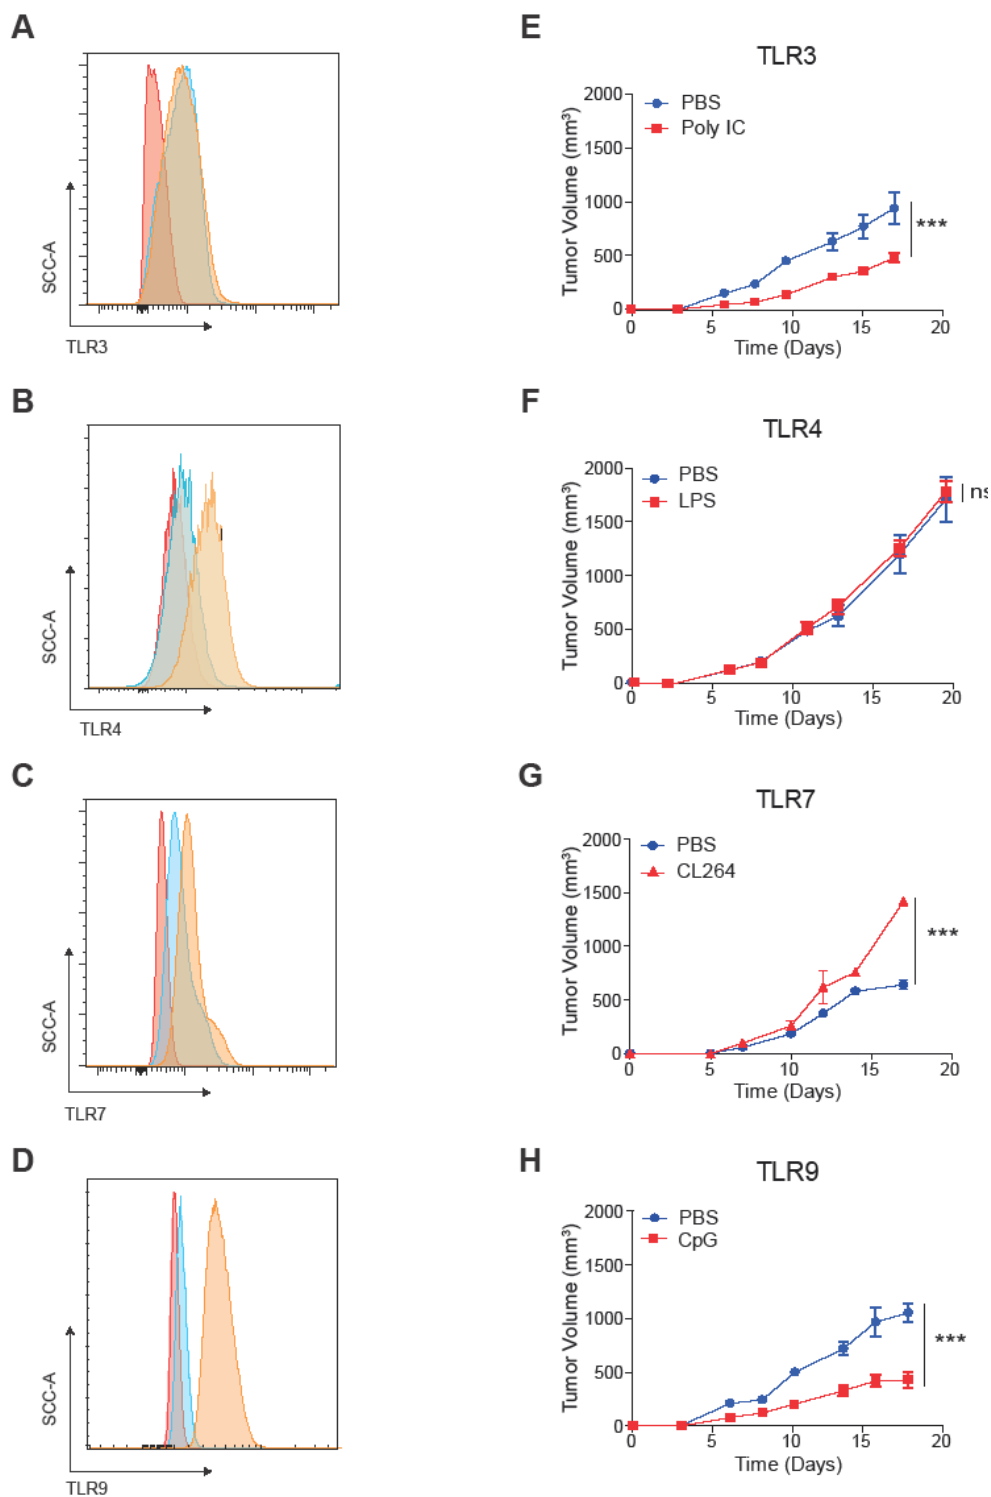 A
SCC-A
TLR3
E
TLR3
PBS
Poly IC
Tumor Volume (mm³)
2000
1500
1000
500
0
***
0 5 10 15 20
Time (Days)
B
SCC-A
TLR4
F
TLR4
PBS
LPS
Tumor Volume (mm³)
2000
1500
1000
500
0
ns
0 5 10 15 20
Time (Days)
C
SCC-A
TLR7
G
TLR7
PBS
CL264
Tumor Volume (mm³)
2000
1500
1000
500
0
***
0 5 10 15 20
Time (Days)
D
SCC-A
TLR9
H
TLR9
PBS
CpG
Tumor Volume (mm³)
2000
1500
1000
500
0
***
0 5 10 15 20
Time (Days)